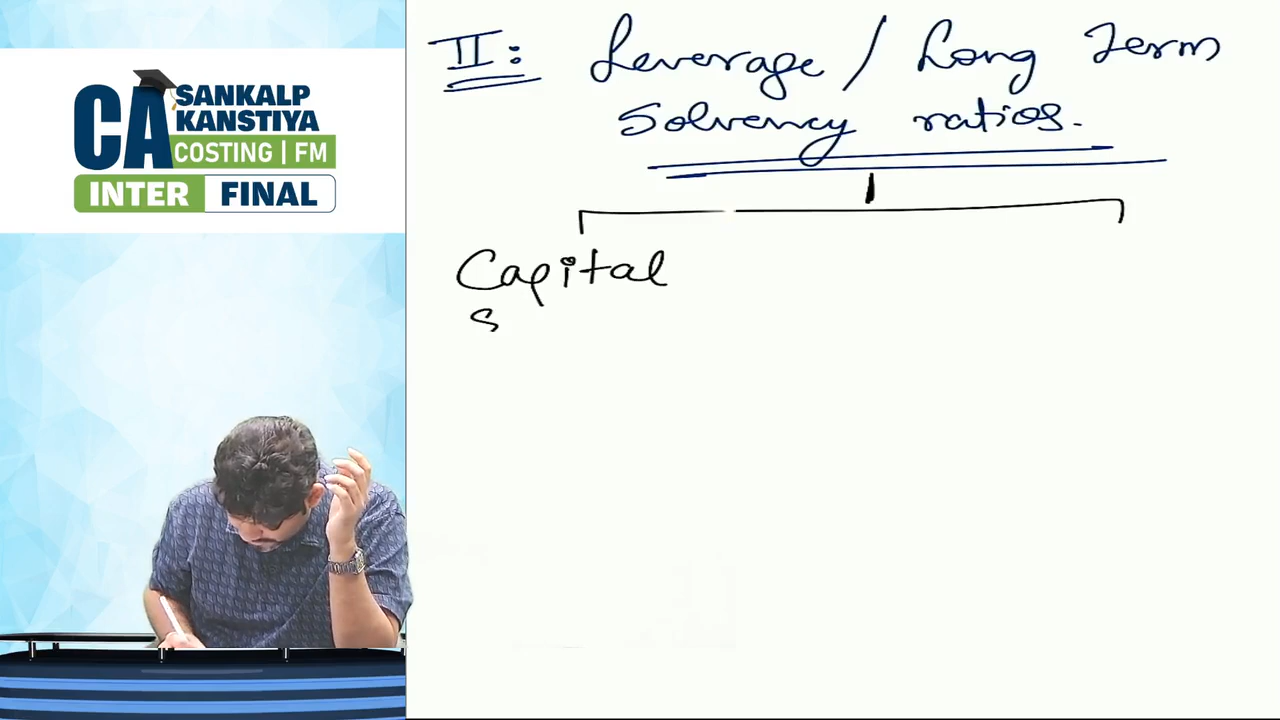 CA SANKALP
KANSTIYA
COSTING | FM
INTER FINAL
II: Leverage / Long Term
Solvency ratios.
Capital
S